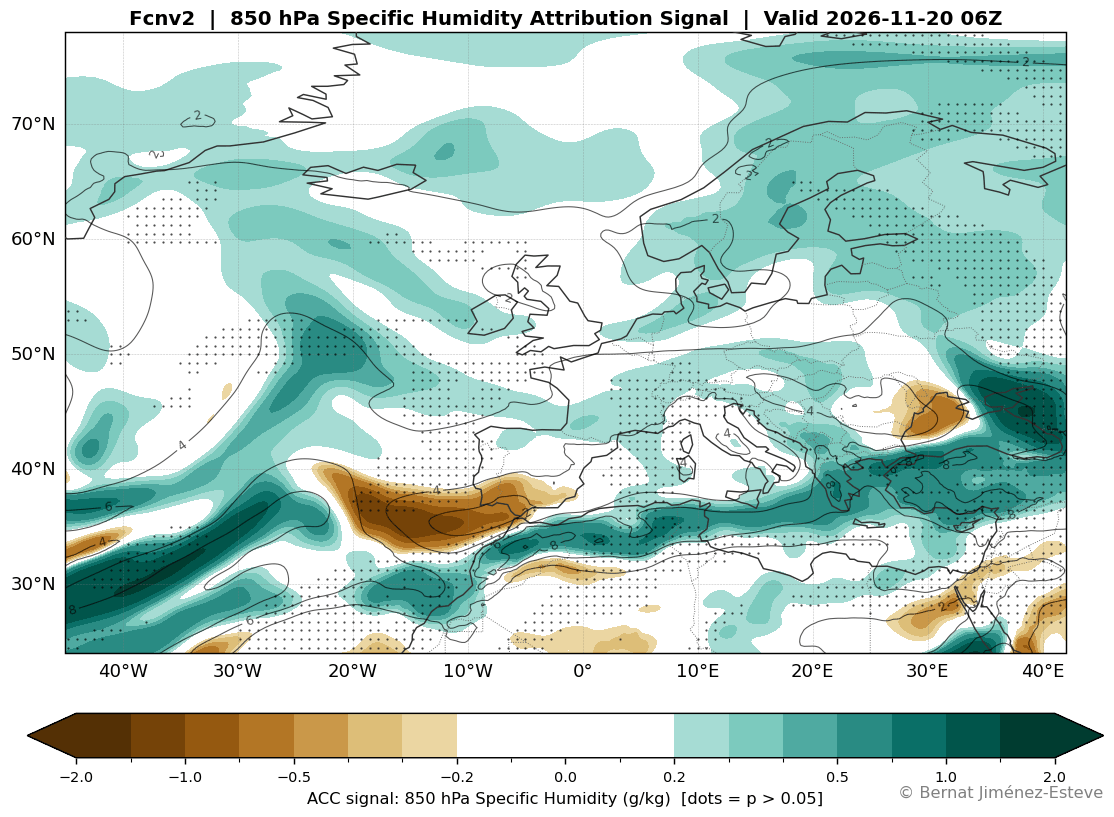 Fcnv2 | 850 hPa Specific Humidity Attribution Signal | Valid 2026-11-20 06Z
70°N
60°N
50°N
40°N
30°N
40°W
30°W
20°W
10°W
0°
10°E
20°E
30°E
40°E
−2.0
−1.0
−0.5
−0.2
0.0
0.2
0.5
1.0
2.0
ACC signal: 850 hPa Specific Humidity (g/kg) [dots = p > 0.05]
© Bernat Jiménez-Esteve